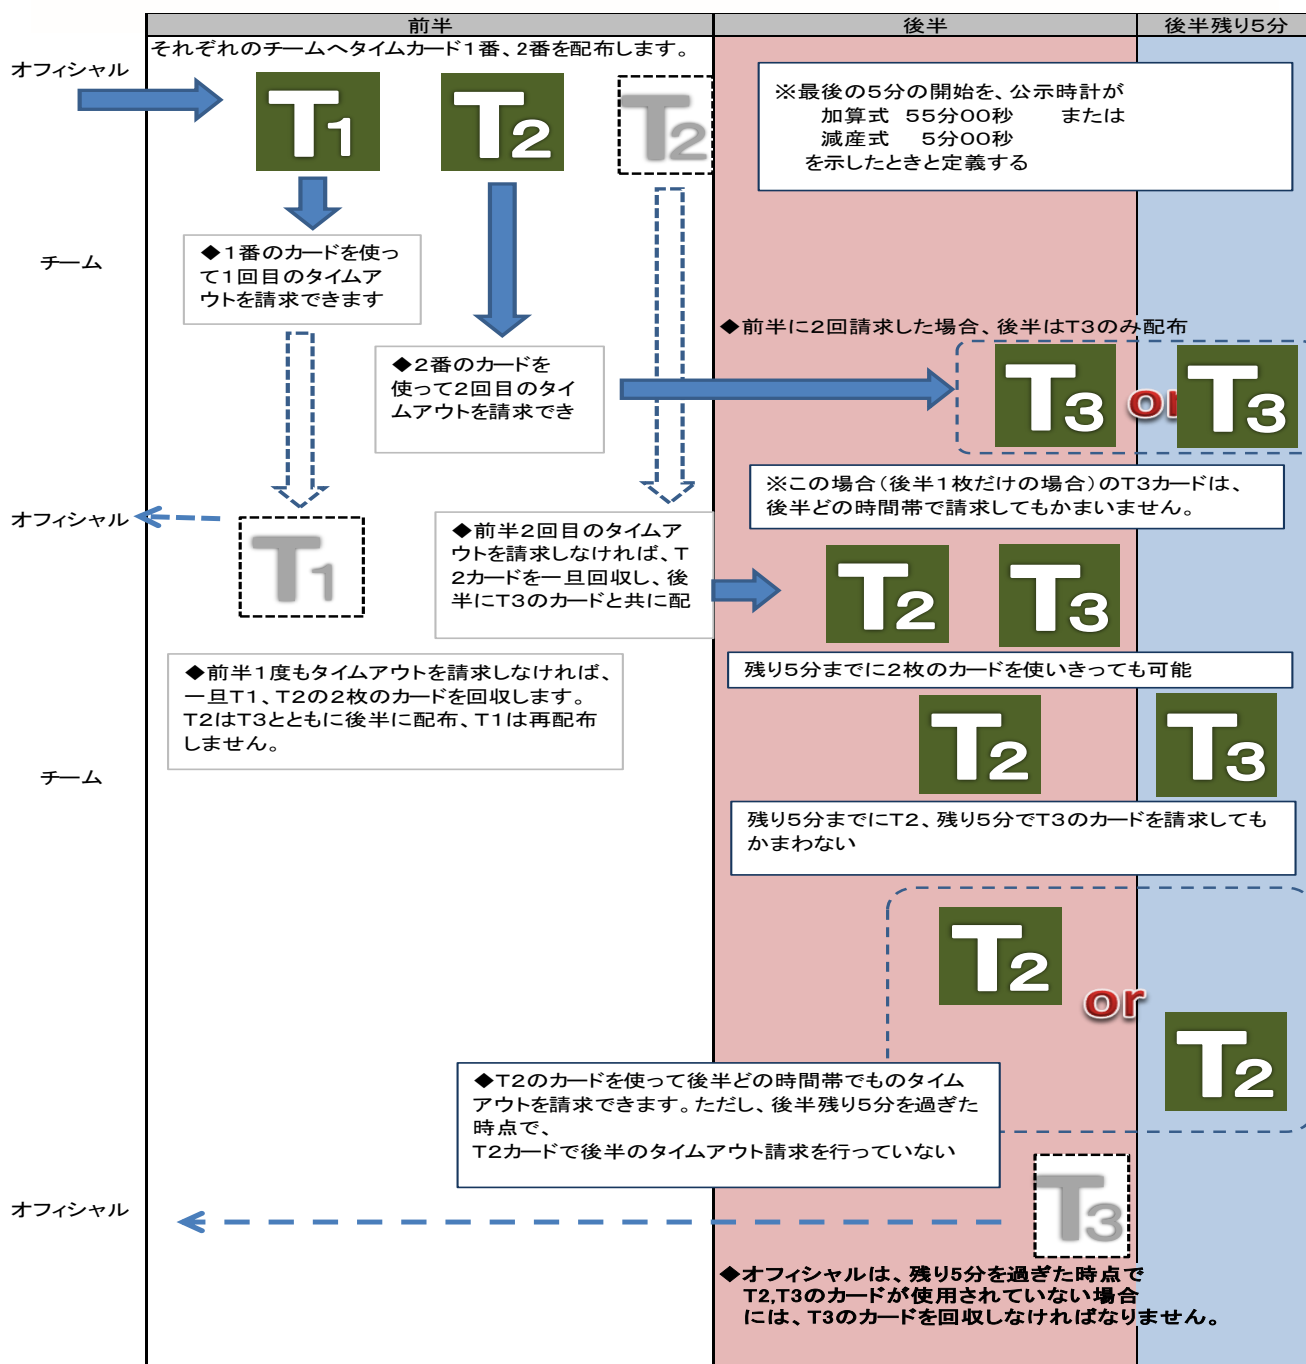 前半
後半
後半残り5分
それぞれのチームへタイムカード1番、2番を配布します。
オフィシャル
T1
T2
T2
※最後の5分の開始を、公示時計が
加算式 55分00秒 または
減産式 5分00秒
を示したときと定義する
チーム
◆1番のカードを使っ
て1回目のタイムア
ウトを請求できます
◆2番のカードを
使って2回目のタイ
ムアウトを請求でき
◆前半に2回請求した場合、後半はT3のみ配布
T3 or T3
※この場合(後半1枚だけの場合)のT3カードは、
後半どの時間帯で請求してもかまいません。
オフィシャル
T1
◆前半2回目のタイムア
ウトを請求しなければ、T
2カードを一旦回収し、後
半にT3のカードと共に配
T2
T3
◆前半1度もタイムアウトを請求しなければ、
一旦T1、T2の2枚のカードを回収します。
T2はT3とともに後半に配布、T1は再配布
しません。
残り5分までに2枚のカードを使いきっても可能
T2
T3
チーム
残り5分までにT2、残り5分でT3のカードを請求しても
かまわない
T2
or
T2
◆T2のカードを使って後半どの時間帯でものタイム
アウトを請求できます。ただし、後半残り5分を過ぎた
時点で、
T2カードで後半のタイムアウト請求を行っていない
オフィシャル
T3
◆オフィシャルは、残り5分を過ぎた時点で
T2,T3のカードが使用されていない場合
には、T3のカードを回収しなければなりません。